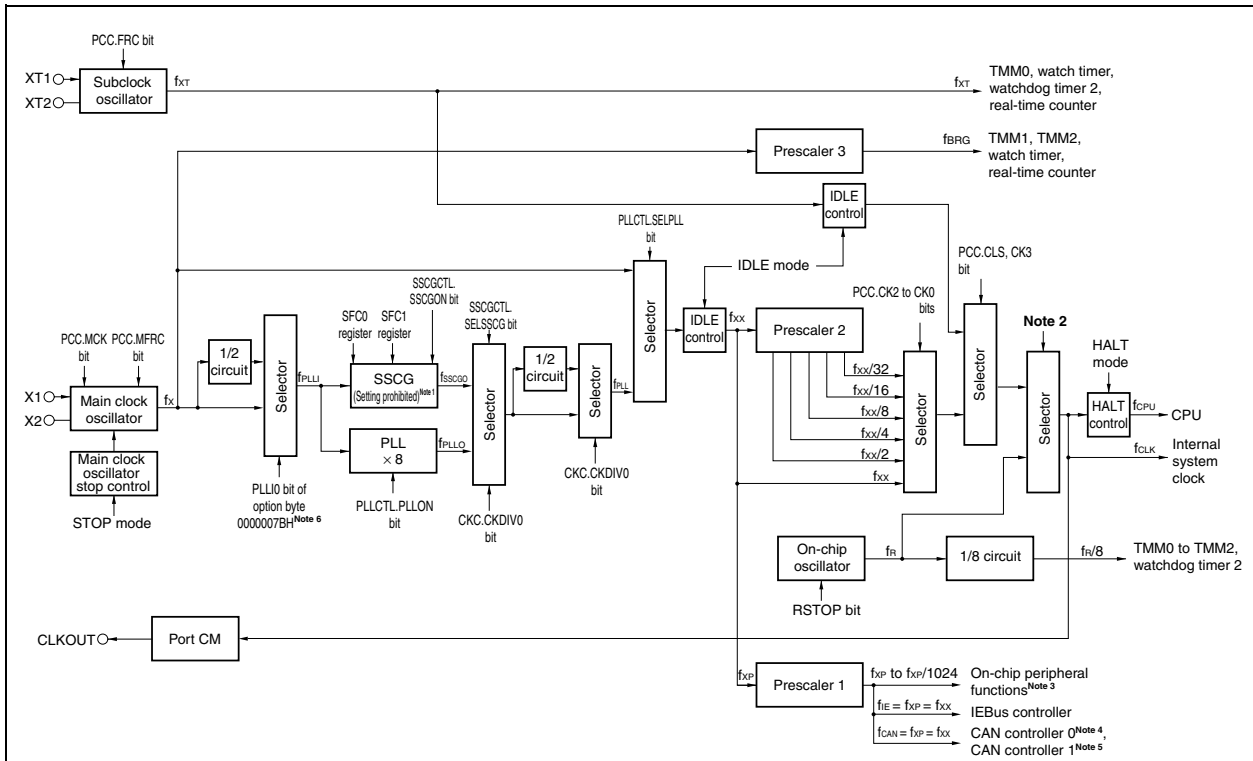 PCC.FRC bit
XT1
XT2
Subclock
oscillator
fXT
fXT
TMM0, watch timer,
watchdog timer 2,
real-time counter
Prescaler 3
fBRG
TMM1, TMM2,
watch timer,
real-time counter
IDLE
control
PLLCTL.SELPLL
bit
IDLE mode
PCC.CLS, CK3
bit
SSCGCTL.
SSCGON bit
SFC0
register
SFC1
register
SSCGCTL.
SELSSCG bit
PCC.CK2 to CK0
bits
Note 2
HALT
mode
PCC.MCK
bit
PCC.MFRC
bit
X1
X2
Main clock
oscillator
fX
1/2
circuit
Selector
fPLLI
SSCG
(Setting prohibited)Note 1
fSSCGO
PLL
× 8
fPLLO
Selector
1/2
circuit
Selector
fPLL
Selector
IDLE
control
fXX
Prescaler 2
fXX/32
fXX/16
fXX/8
fXX/4
fXX/2
fXX
Selector
Selector
Selector
HALT
control
fCPU
CPU
fCLK
Internal
system
clock
Main clock
oscillator
stop control
STOP mode
PLLI0 bit of
option byte
0000007BHNote 6
PLLCTL.PLLON
bit
CKC.CKDIV0
bit
CKC.CKDIV0
bit
On-chip
oscillator
fR
1/8 circuit
fR/8
TMM0 to TMM2,
watchdog timer 2
RSTOP bit
CLKOUT
Port CM
fXP
Prescaler 1
fXP to fXP/1024
On-chip peripheral
functionsNote 3
fIE = fXP = fXX
IEBus controller
fCAN = fXP = fXX
CAN controller 0Note 4,
CAN controller 1Note 5